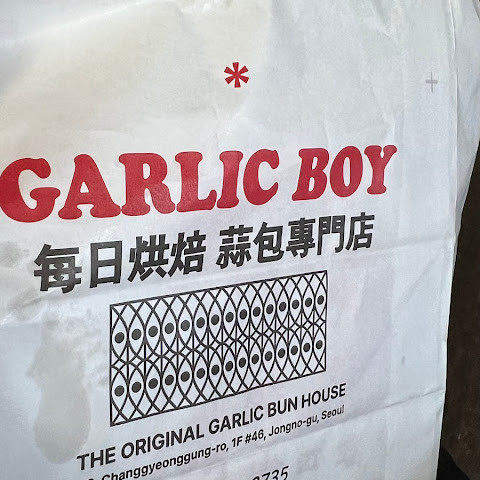 *
GARLIC BOY
每日烘焙 蒜包專門店
THE ORIGINAL GARLIC BUN HOUSE
Changgyeonggung-ro, 1F #46, Jongno-gu, Seoul
8735